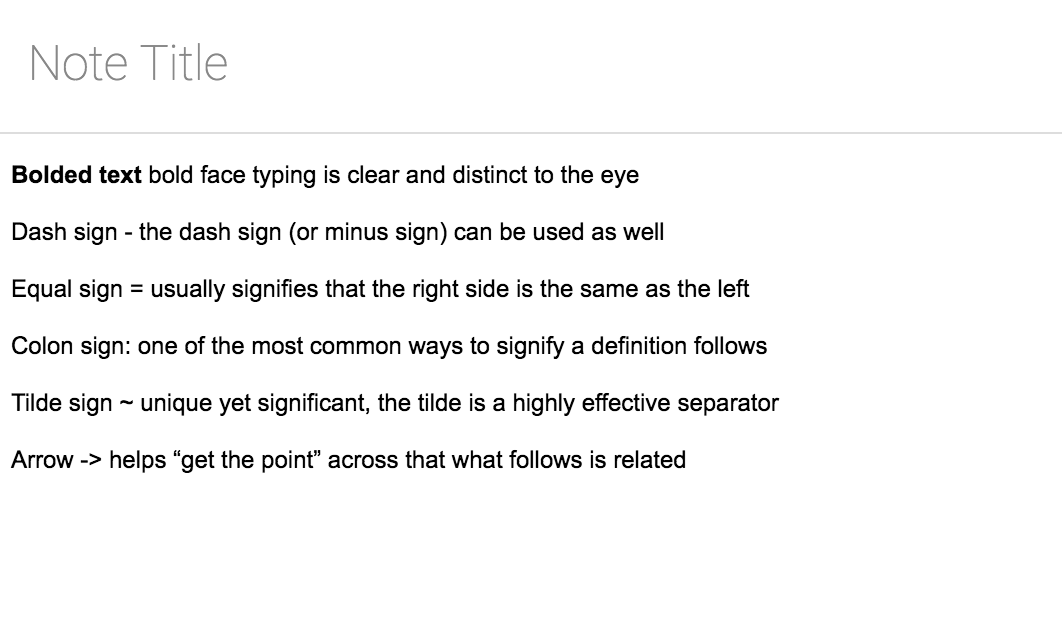 Note Title
Bolded text bold face typing is clear and distinct to the eye
Dash sign - the dash sign (or minus sign) can be used as well
Equal sign = usually signifies that the right side is the same as the left
Colon sign: one of the most common ways to signify a definition follows
Tilde sign ~ unique yet significant, the tilde is a highly effective separator
Arrow -> helps “get the point” across that what follows is related